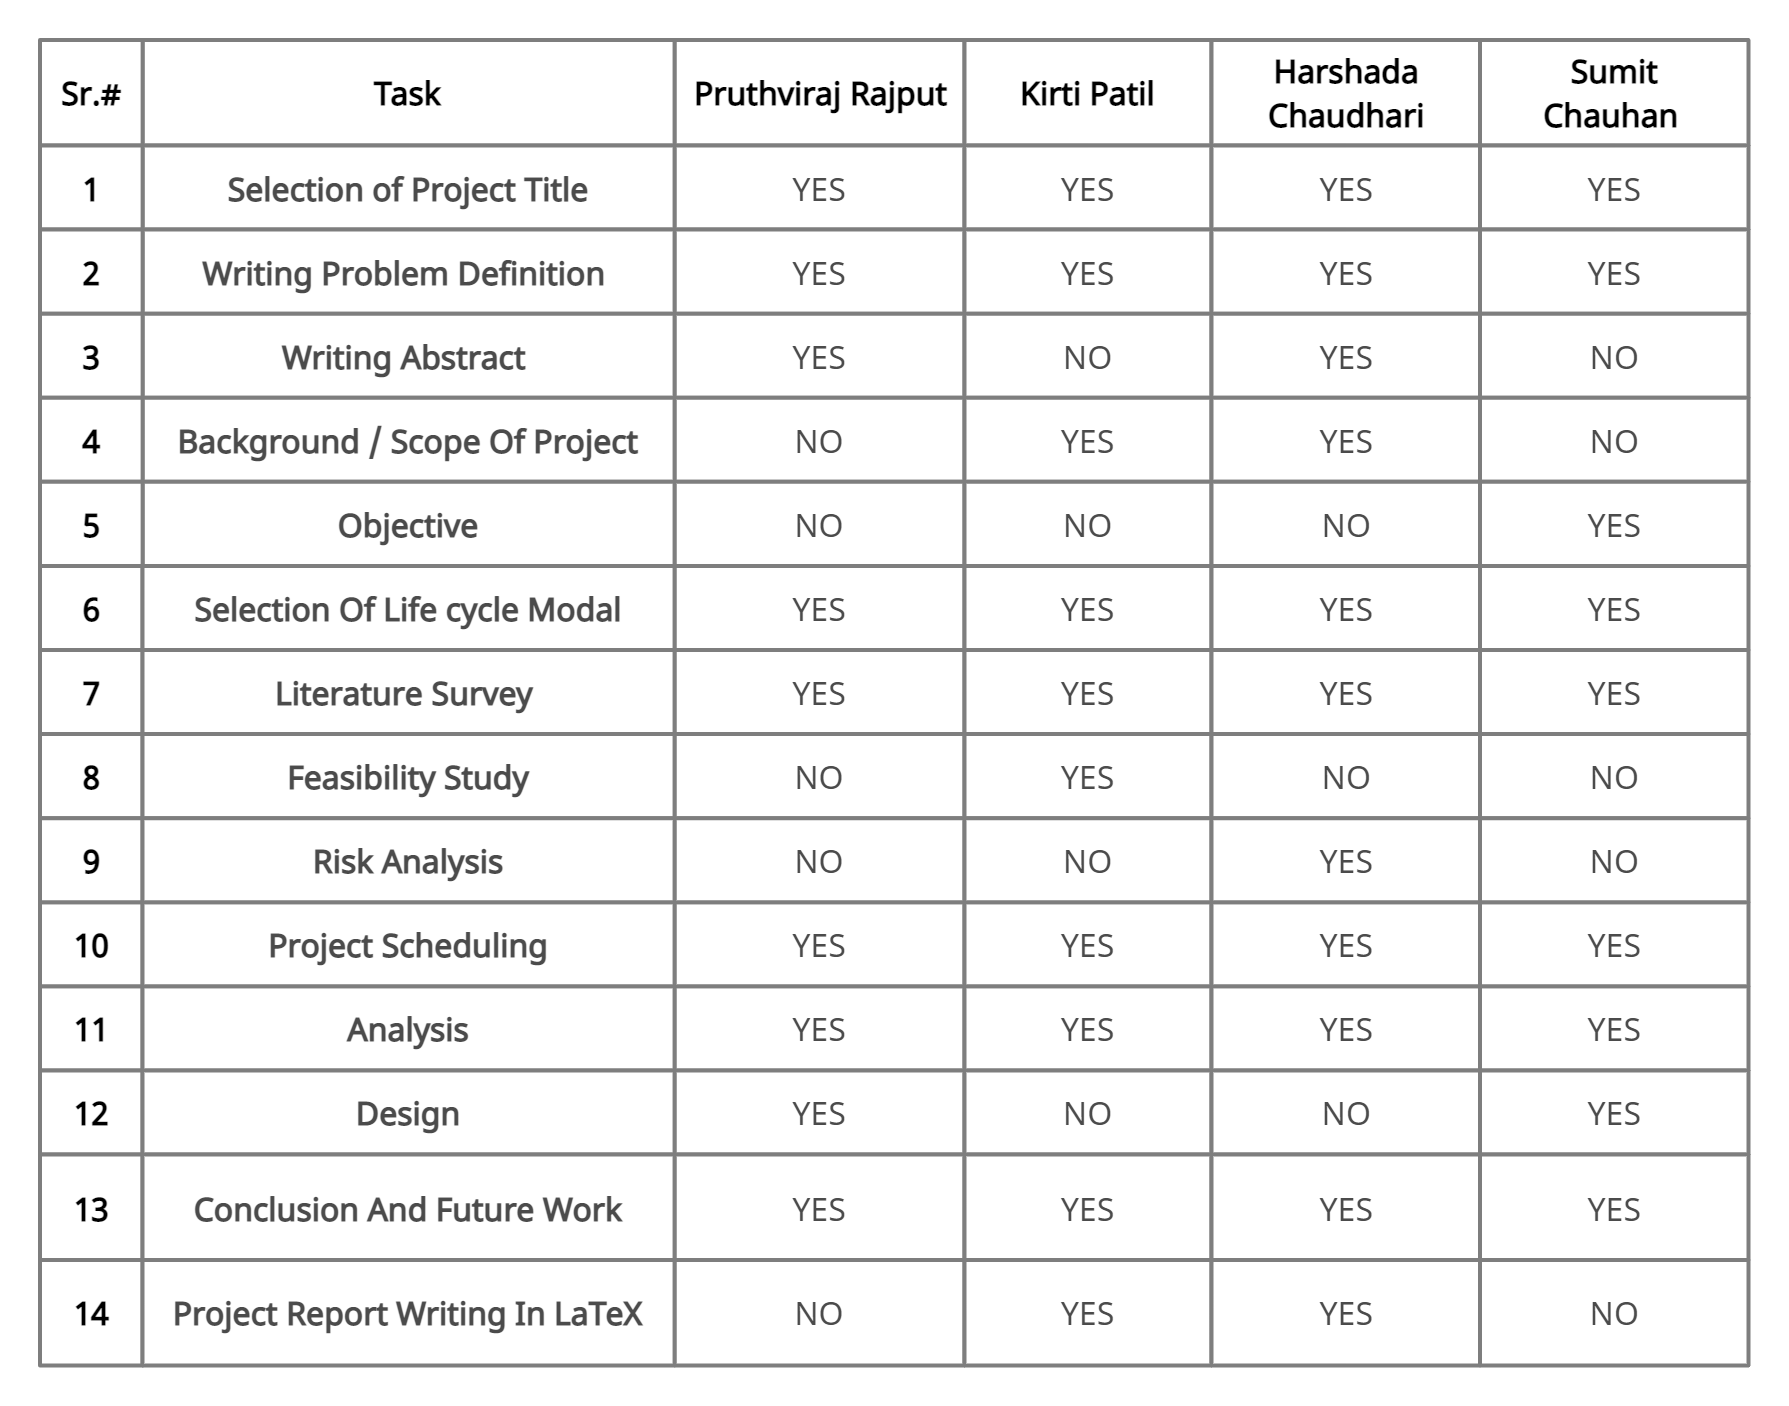 Sr.# Task Pruthviraj Rajput Kirti Patil Harshada Chaudhari Sumit Chauhan
1 Selection of Project Title YES YES YES YES
2 Writing Problem Definition YES YES YES YES
3 Writing Abstract YES NO YES NO
4 Background / Scope Of Project NO YES YES NO
5 Objective NO NO NO YES
6 Selection Of Life cycle Modal YES YES YES YES
7 Literature Survey YES YES YES YES
8 Feasibility Study NO YES NO NO
9 Risk Analysis NO NO YES NO
10 Project Scheduling YES YES YES YES
11 Analysis YES YES YES YES
12 Design YES NO NO YES
13 Conclusion And Future Work YES YES YES YES
14 Project Report Writing In LaTeX NO YES YES NO